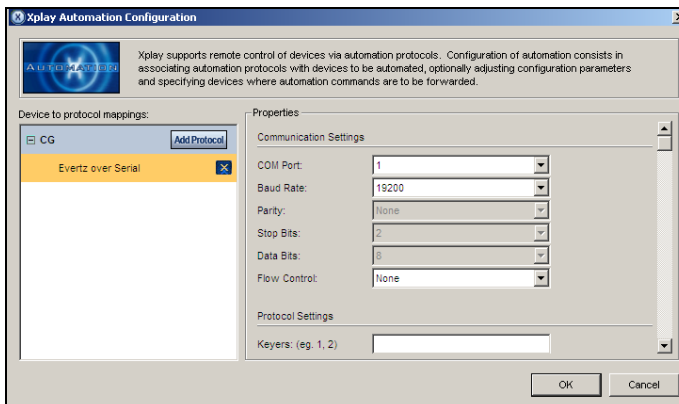 Xplay Automation Configuration
AUTOMATION
Xplay supports remote control of devices via automation protocols. Configuration of automation consists in
associating automation protocols with devices to be automated, optionally adjusting configuration parameters
and specifying devices where automation commands are to be forwarded.
Device to protocol mappings:
CG
Add Protocol
Evertz over Serial
Properties
Communication Settings
COM Port: 1
Baud Rate: 19200
Parity: None
Stop Bits: 2
Data Bits: 8
Flow Control: None
Protocol Settings
Keyers: (eg. 1, 2)
OK Cancel